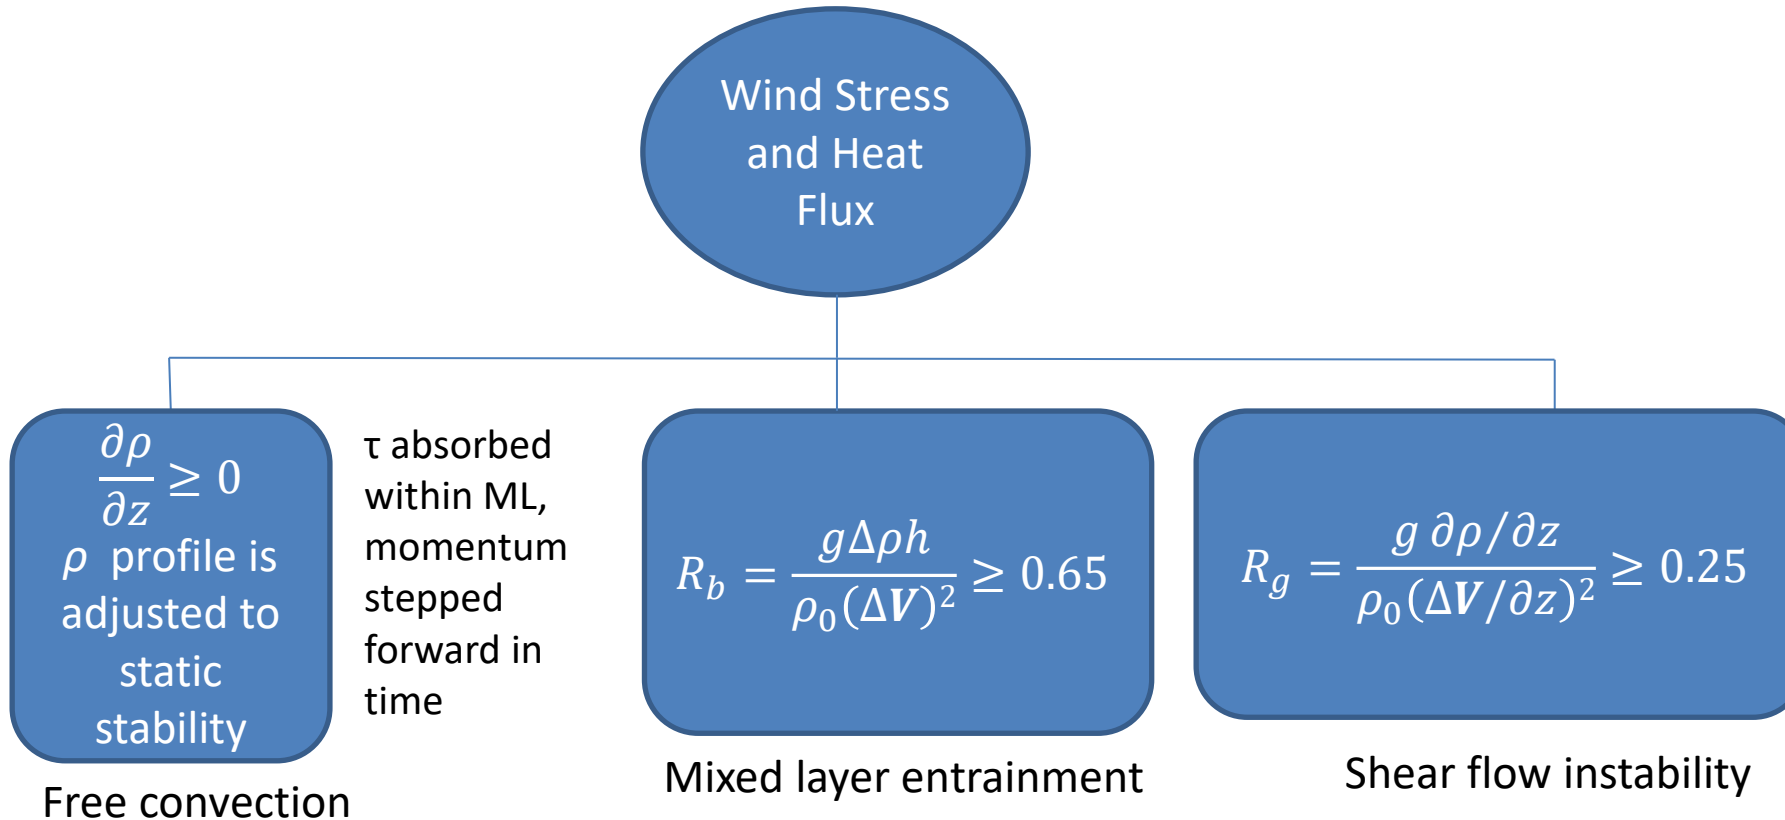 Wind Stress
and Heat
Flux
∂ρ/∂z ≥ 0
ρ profile is
adjusted to
static
stability
Free convection
τ absorbed
within ML,
momentum
stepped
forward in
time
R_b = gΔρh/ρ₀(Δ𝑽)² ≥ 0.65
Mixed layer entrainment
R_g = g ∂ρ/∂z / ρ₀(Δ𝑽/∂z)² ≥ 0.25
Shear flow instability